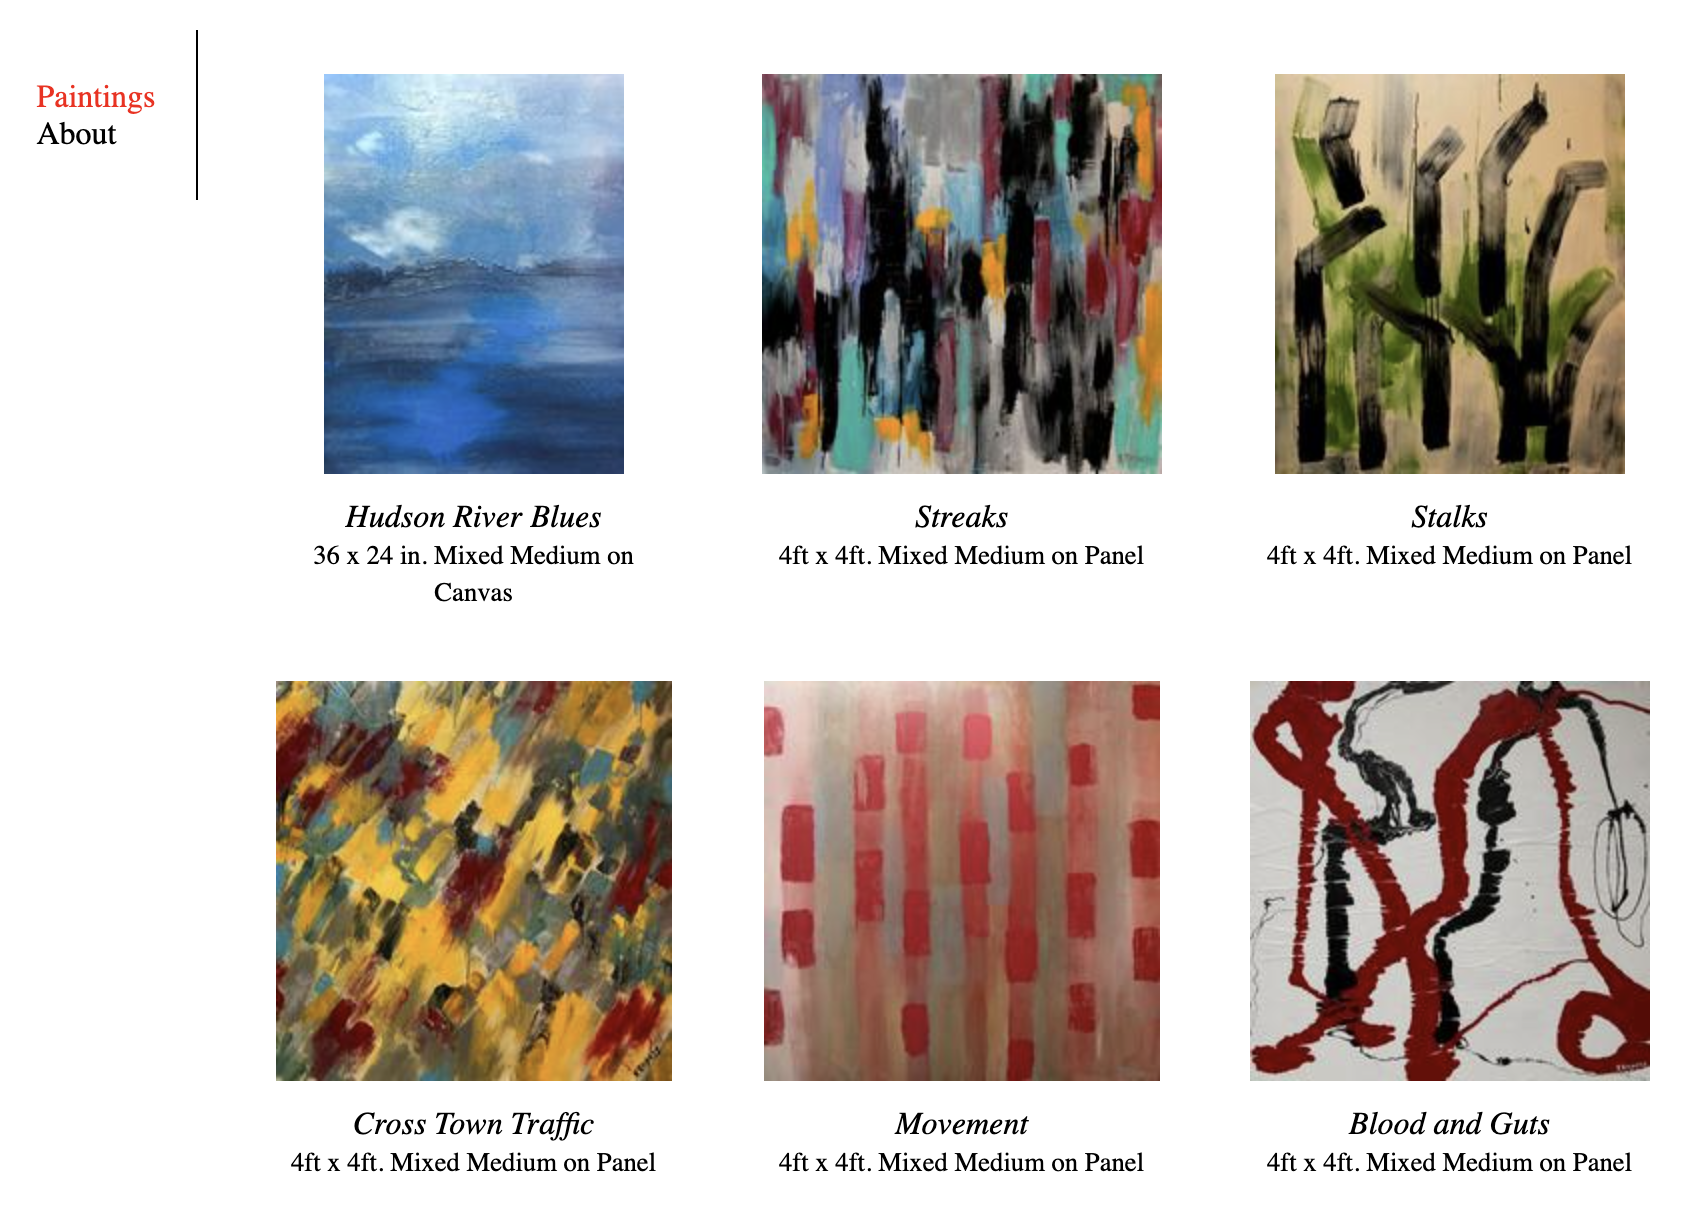 Paintings
About
Hudson River Blues
36 x 24 in. Mixed Medium on
Canvas
Streaks
4ft x 4ft. Mixed Medium on Panel
Stalks
4ft x 4ft. Mixed Medium on Panel
Cross Town Traffic
4ft x 4ft. Mixed Medium on Panel
Movement
4ft x 4ft. Mixed Medium on Panel
Blood and Guts
4ft x 4ft. Mixed Medium on Panel